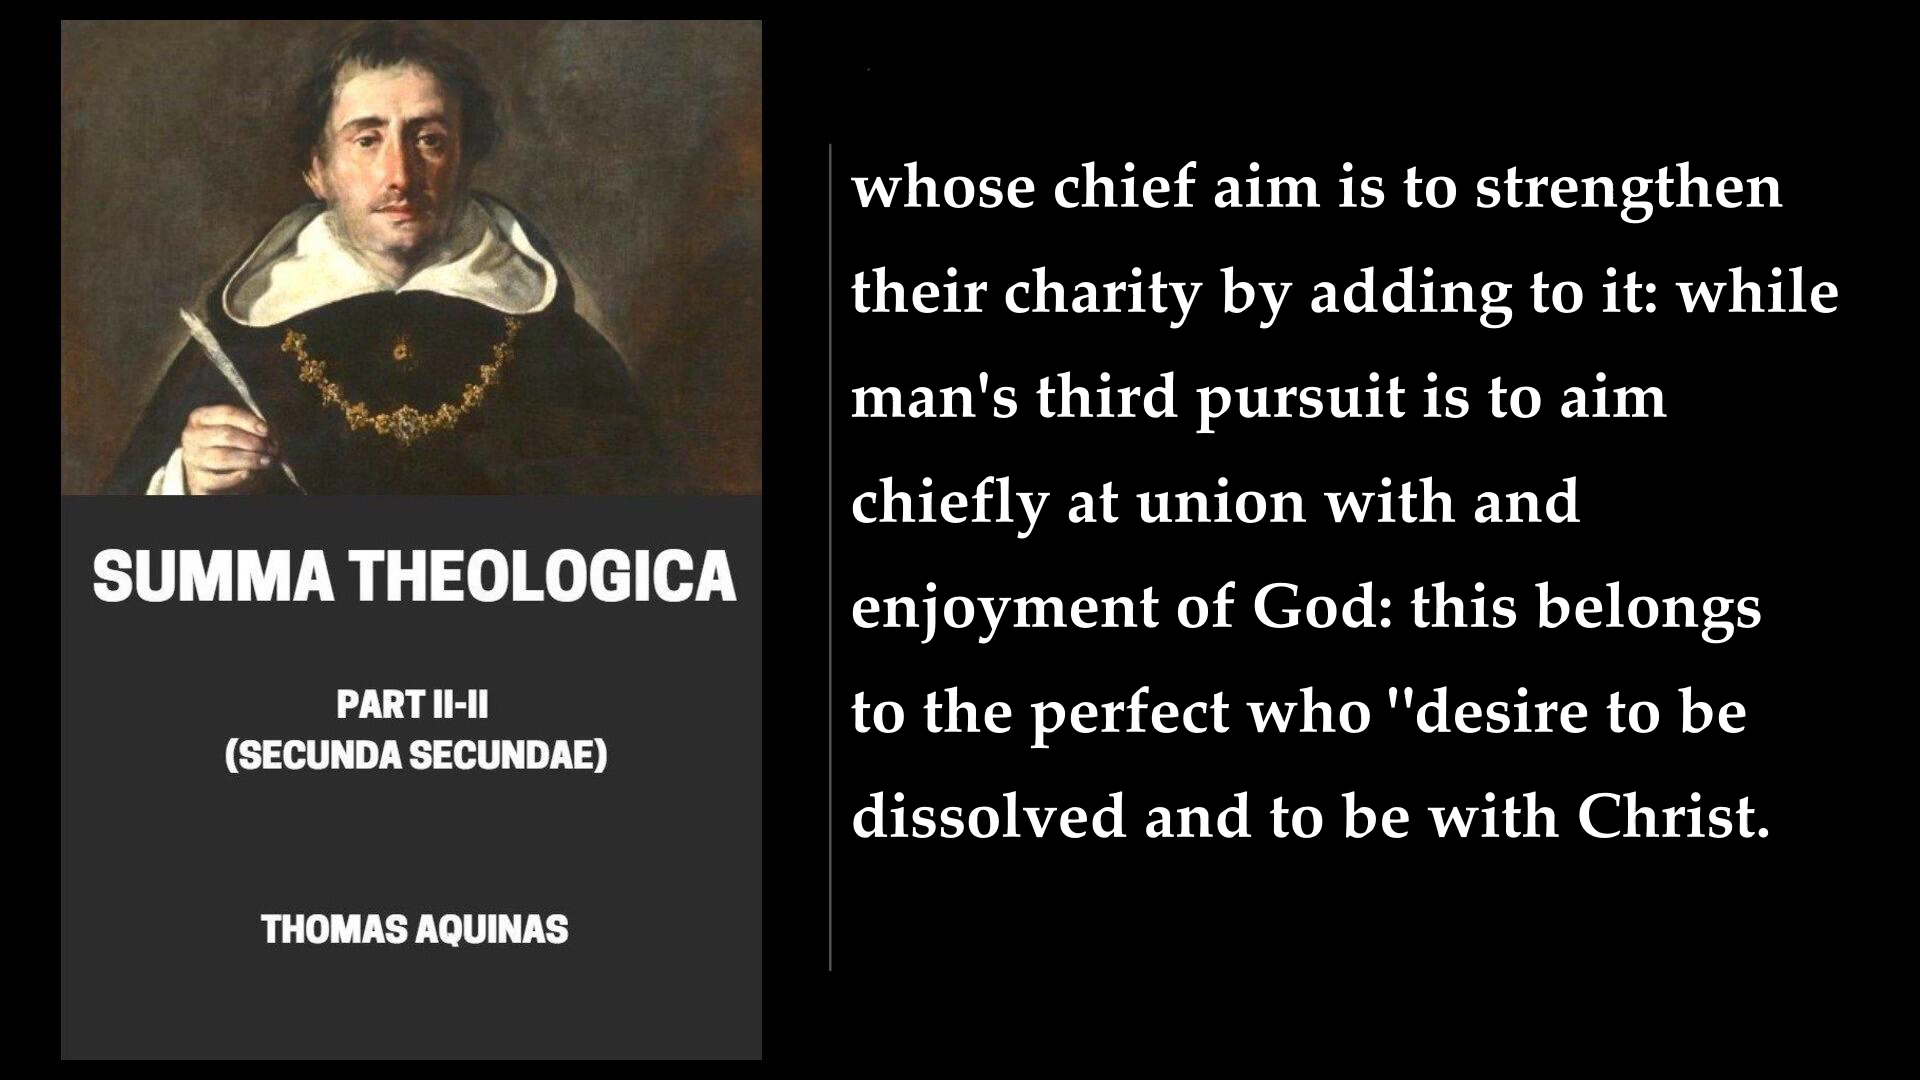 SUMMA THEOLOGICA
PART II-II
(SECUNDA SECUNDAE)
THOMAS AQUINAS
whose chief aim is to strengthen
their charity by adding to it: while
man's third pursuit is to aim
chiefly at union with and
enjoyment of God: this belongs
to the perfect who "desire to be
dissolved and to be with Christ.